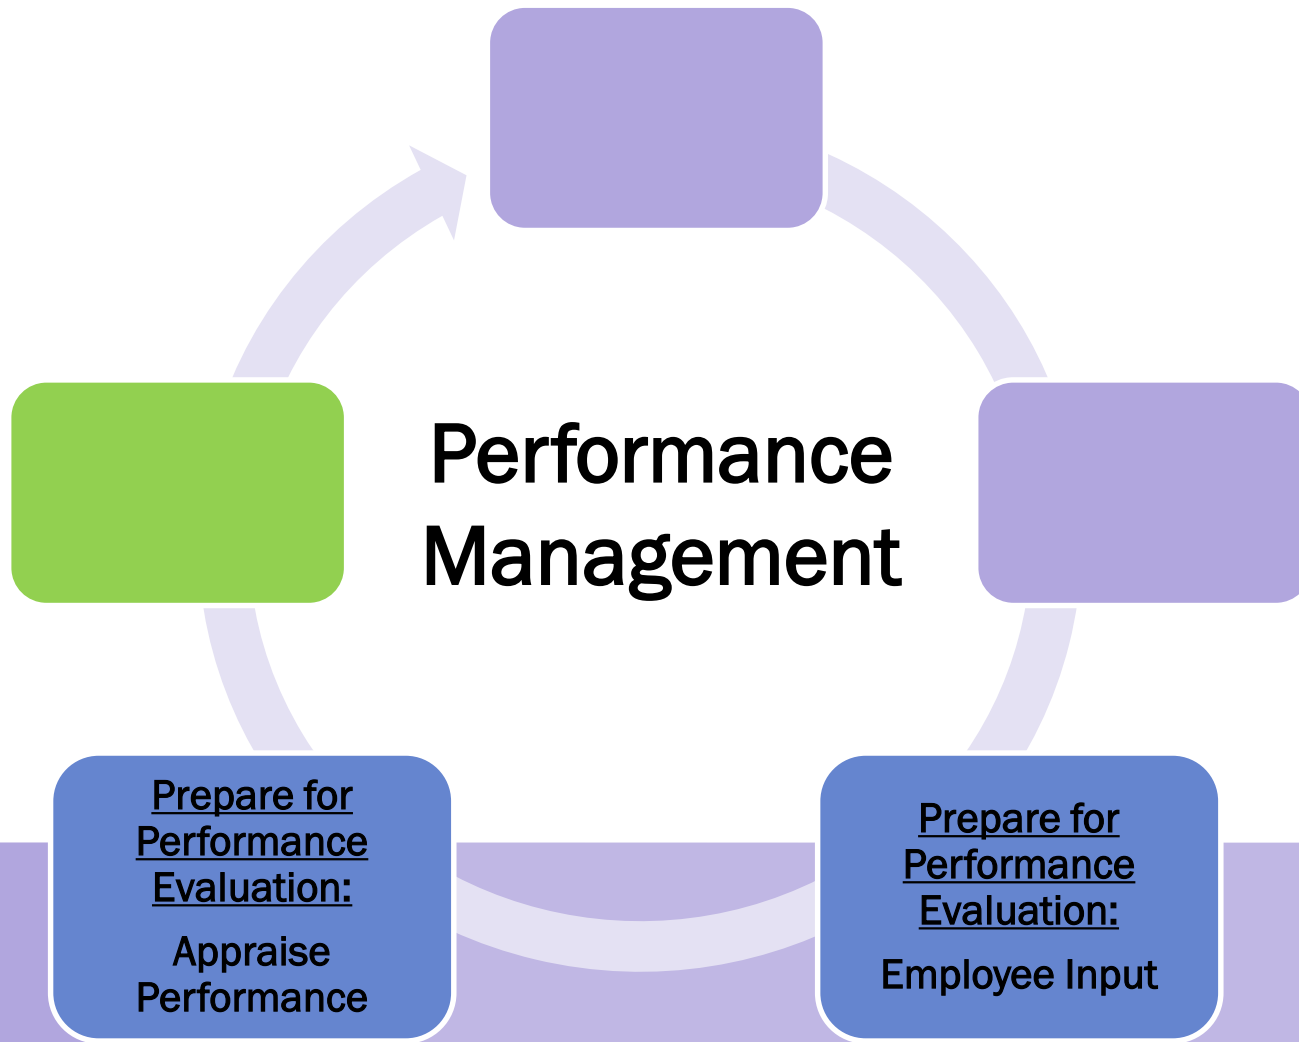 Performance
Management
Prepare for
Performance
Evaluation:
Appraise
Performance
Prepare for
Performance
Evaluation:
Employee Input